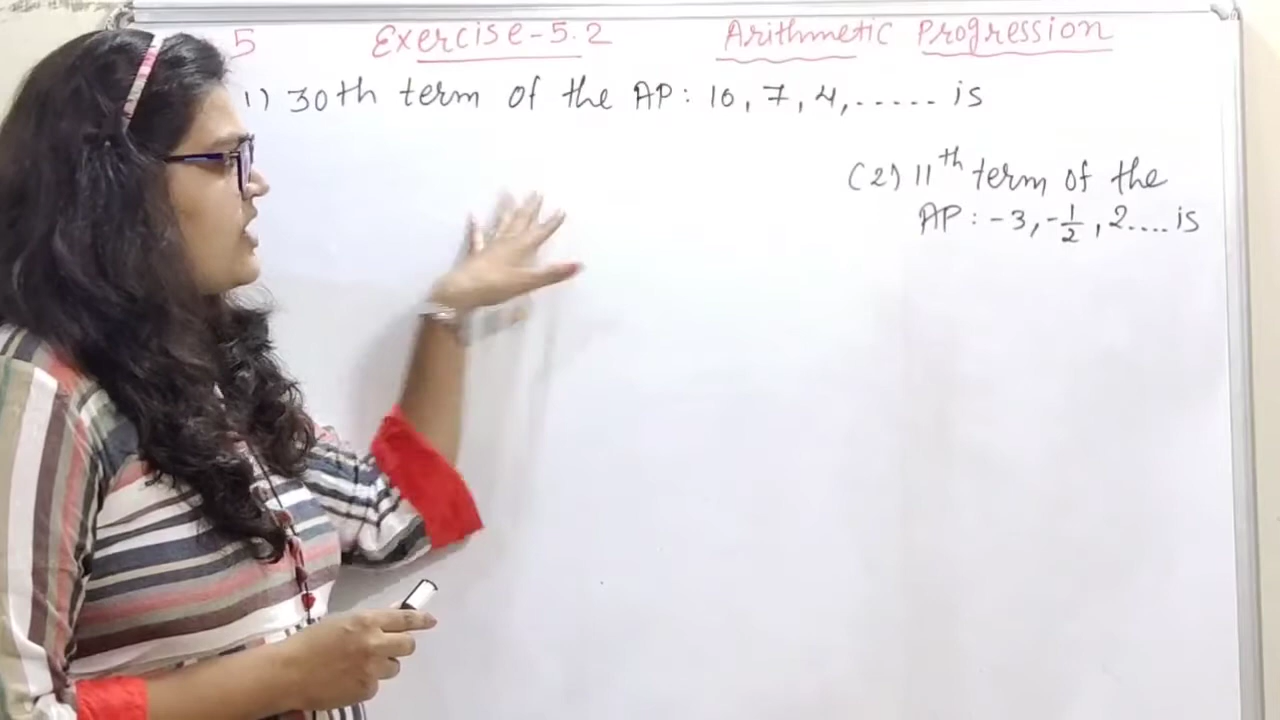 5 Exercise-5.2 Arithmetic Progression
1) 30th term of the AP: 10, 7, 4, ..... is
(2) 11th term of the
AP: -3, -1/2, 2.... is